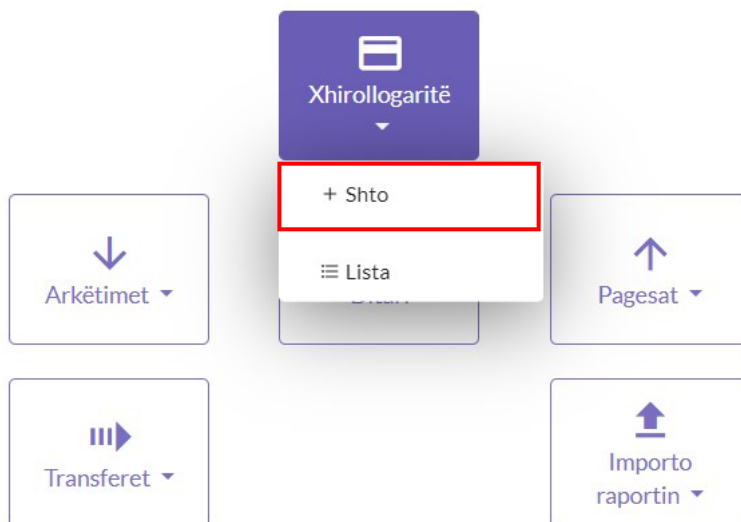 Xhirollogaritë
+ Shto
Lista
Arkëtimet
Pagesat
Transferet
Importo
raportin